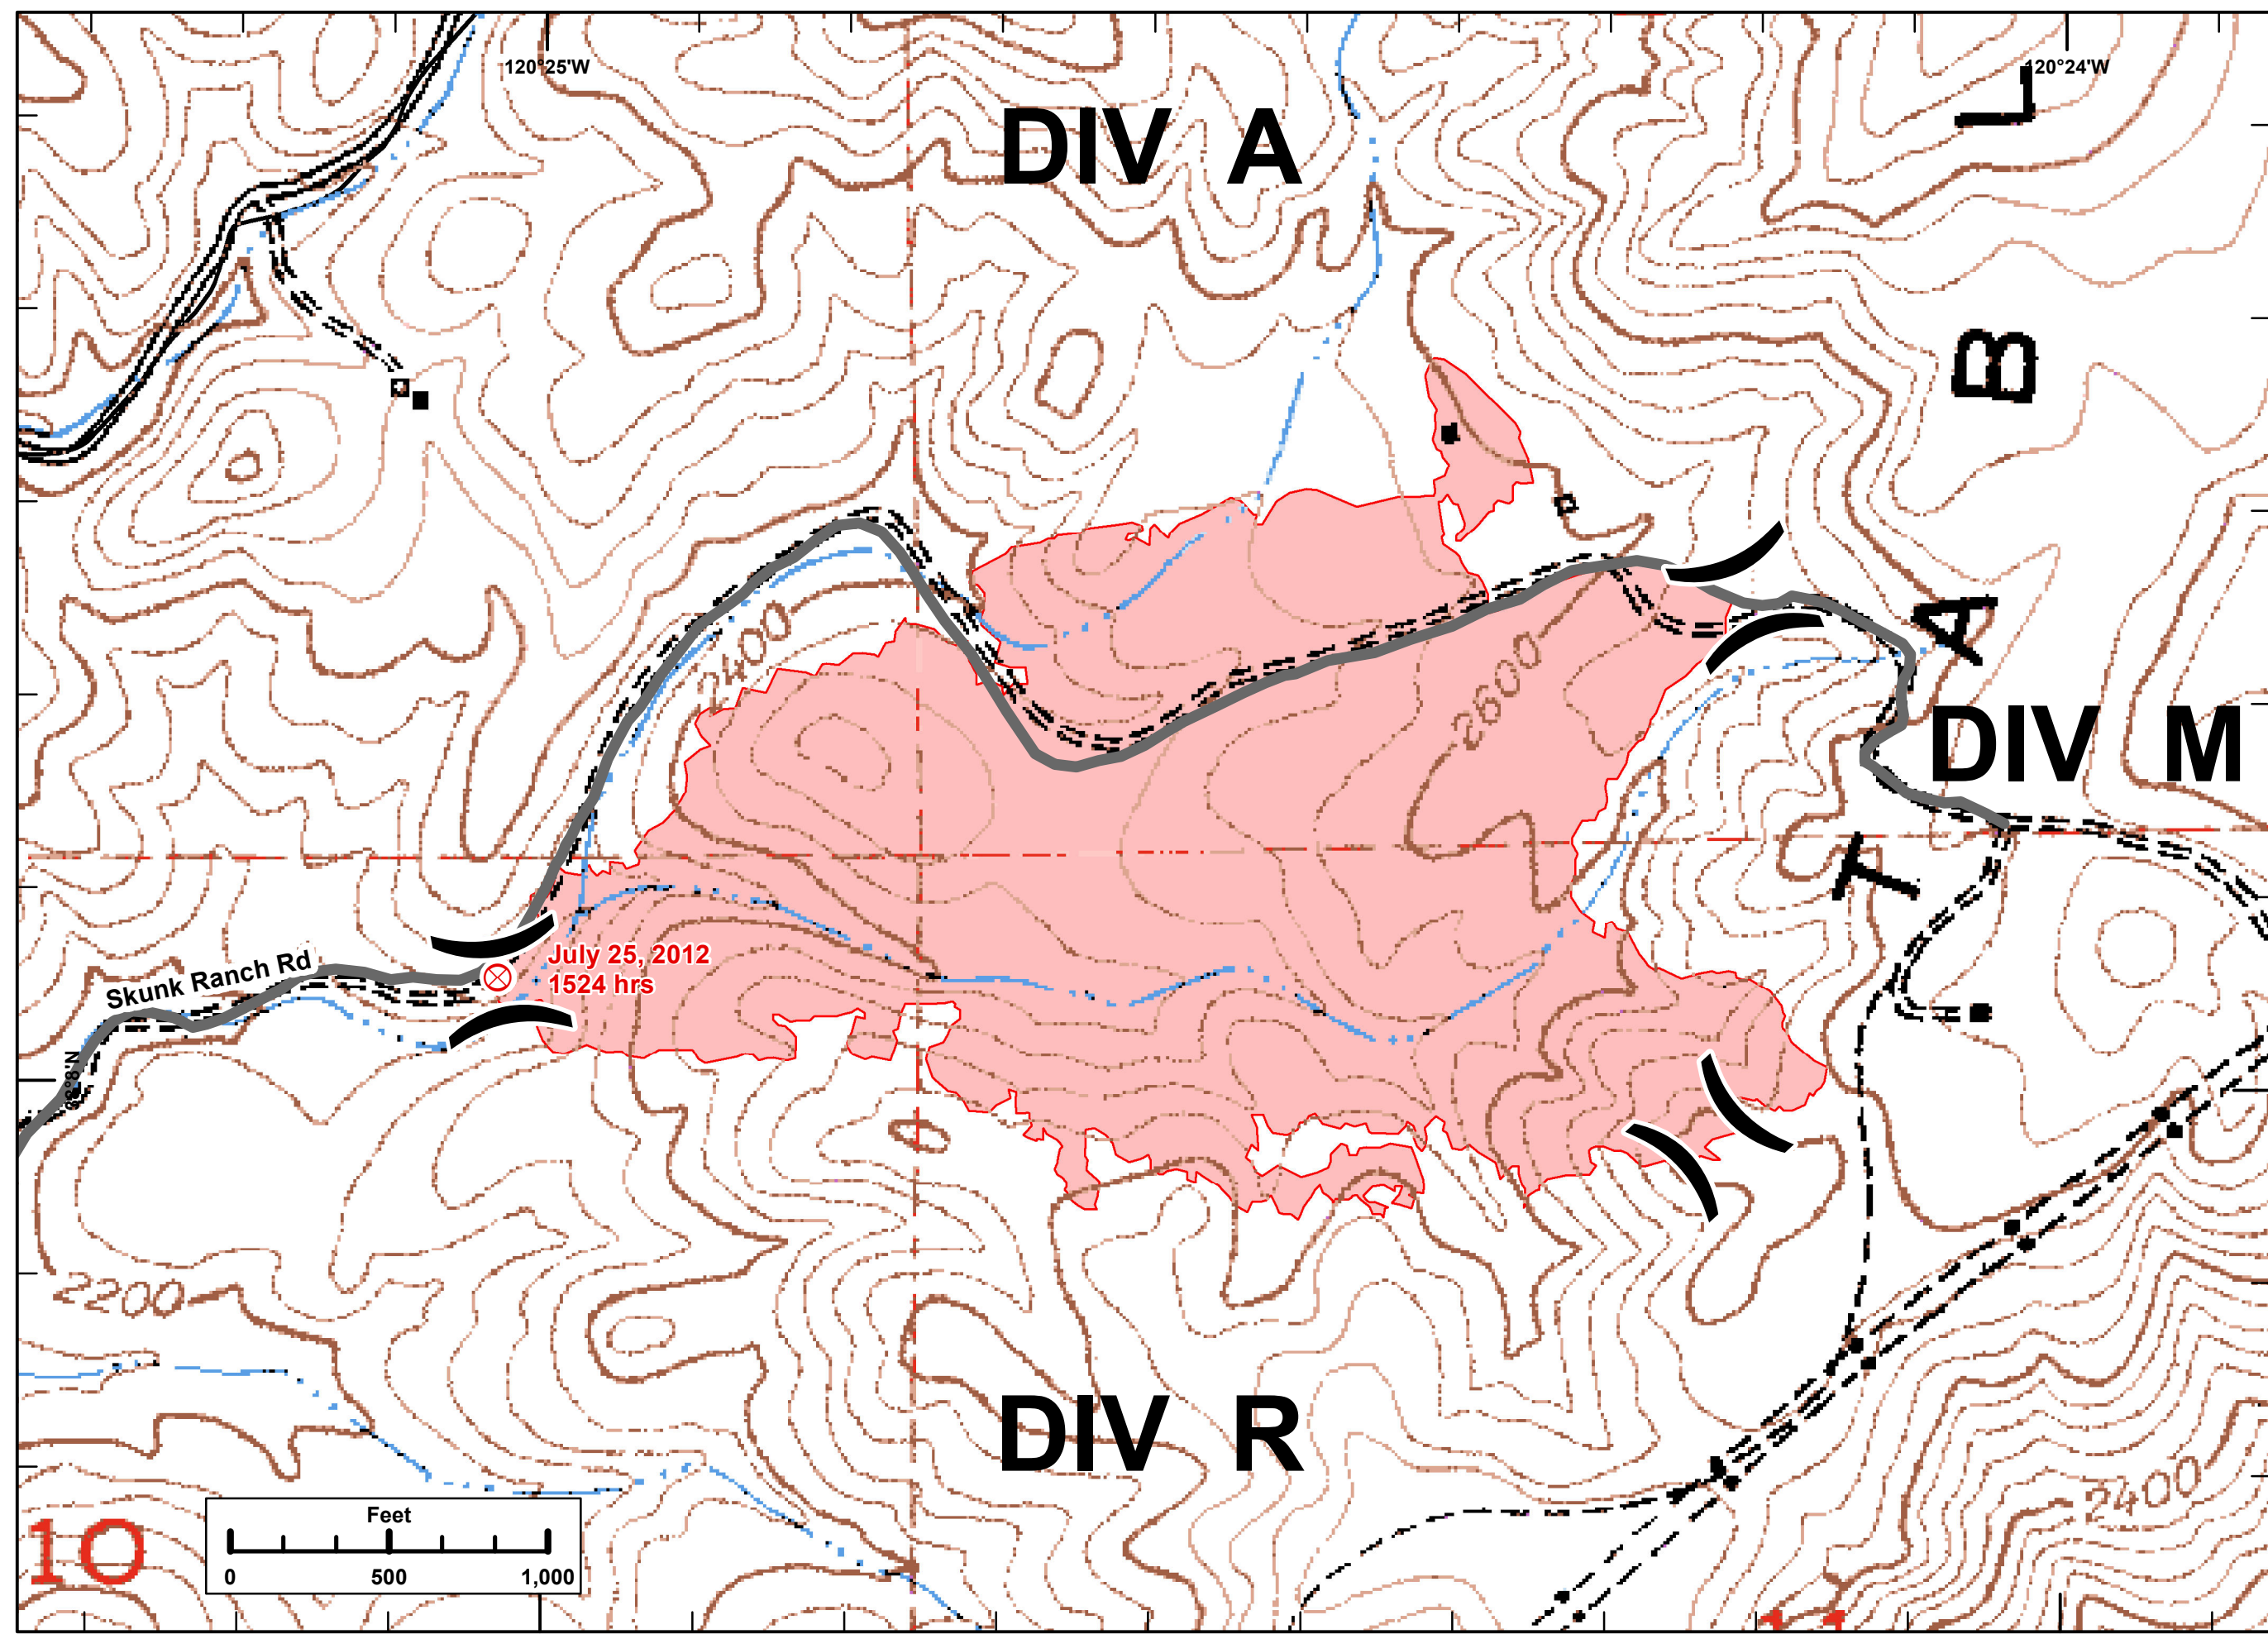 120°25'W
120°24'W
DIV A
T A B L
2400
2600
DIV M
July 25, 2012
1524 hrs
Skunk Ranch Rd
2200
DIV R
2400
10
Feet
0 500 1,000